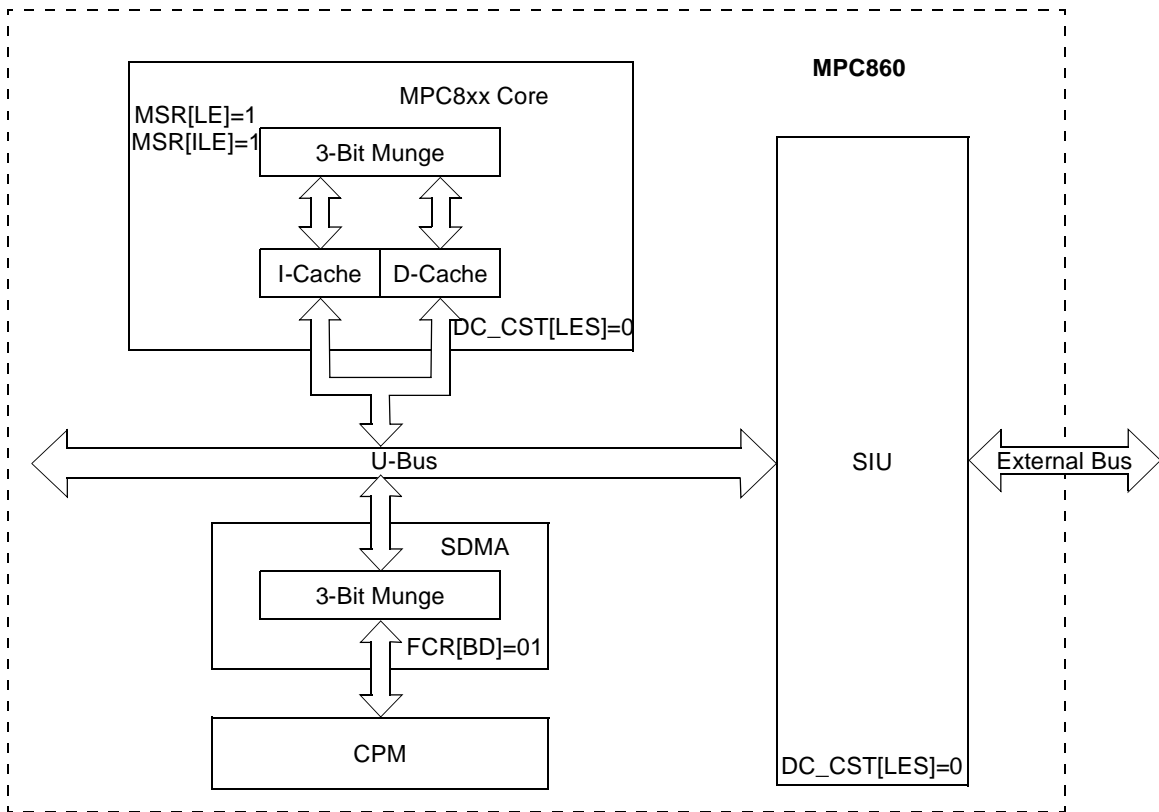 MPC860
MPC8xx Core
MSR[LE]=1
MSR[ILE]=1
3-Bit Munge
I-Cache
D-Cache
DC_CST[LES]=0
U-Bus
SIU
External Bus
SDMA
3-Bit Munge
FCR[BD]=01
CPM
DC_CST[LES]=0